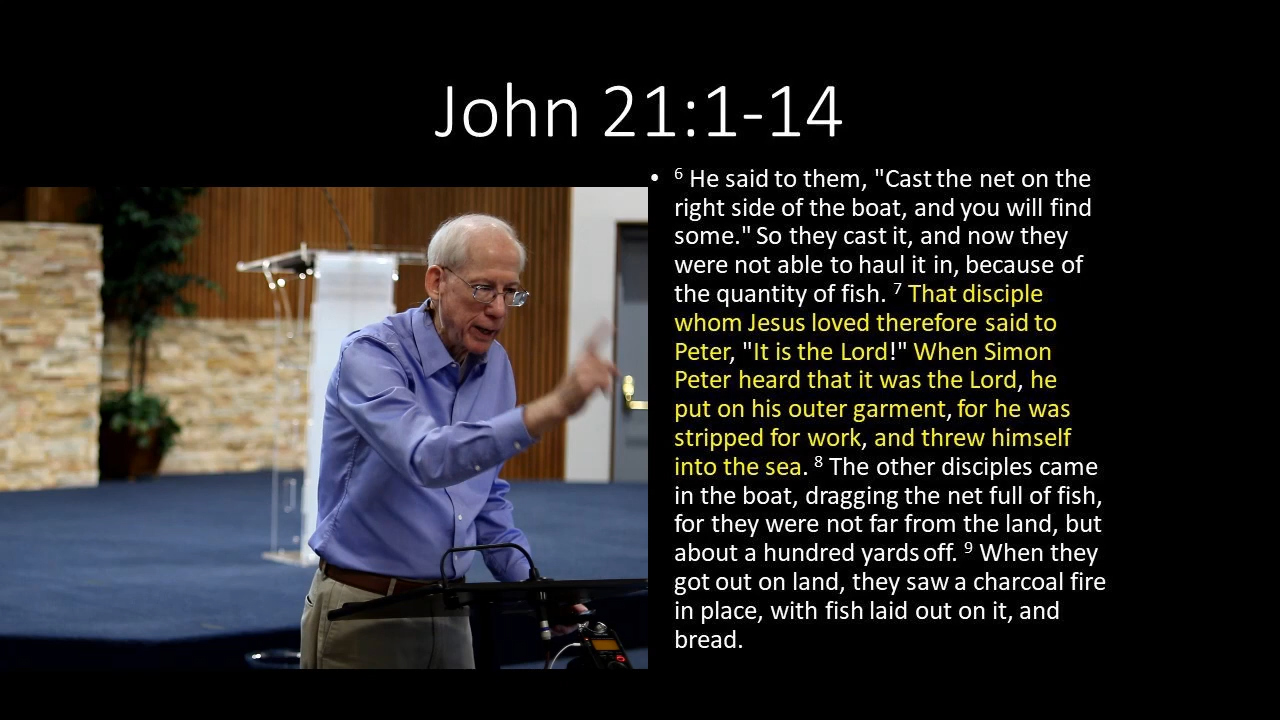 John 21:1-14
• ⁶ He said to them, "Cast the net on the
right side of the boat, and you will find
some." So they cast it, and now they
were not able to haul it in, because of
the quantity of fish. ⁷ That disciple
whom Jesus loved therefore said to
Peter, "It is the Lord!" When Simon
Peter heard that it was the Lord, he
put on his outer garment, for he was
stripped for work, and threw himself
into the sea. ⁸ The other disciples came
in the boat, dragging the net full of fish,
for they were not far from the land, but
about a hundred yards off. ⁹ When they
got out on land, they saw a charcoal fire
in place, with fish laid out on it, and
bread.